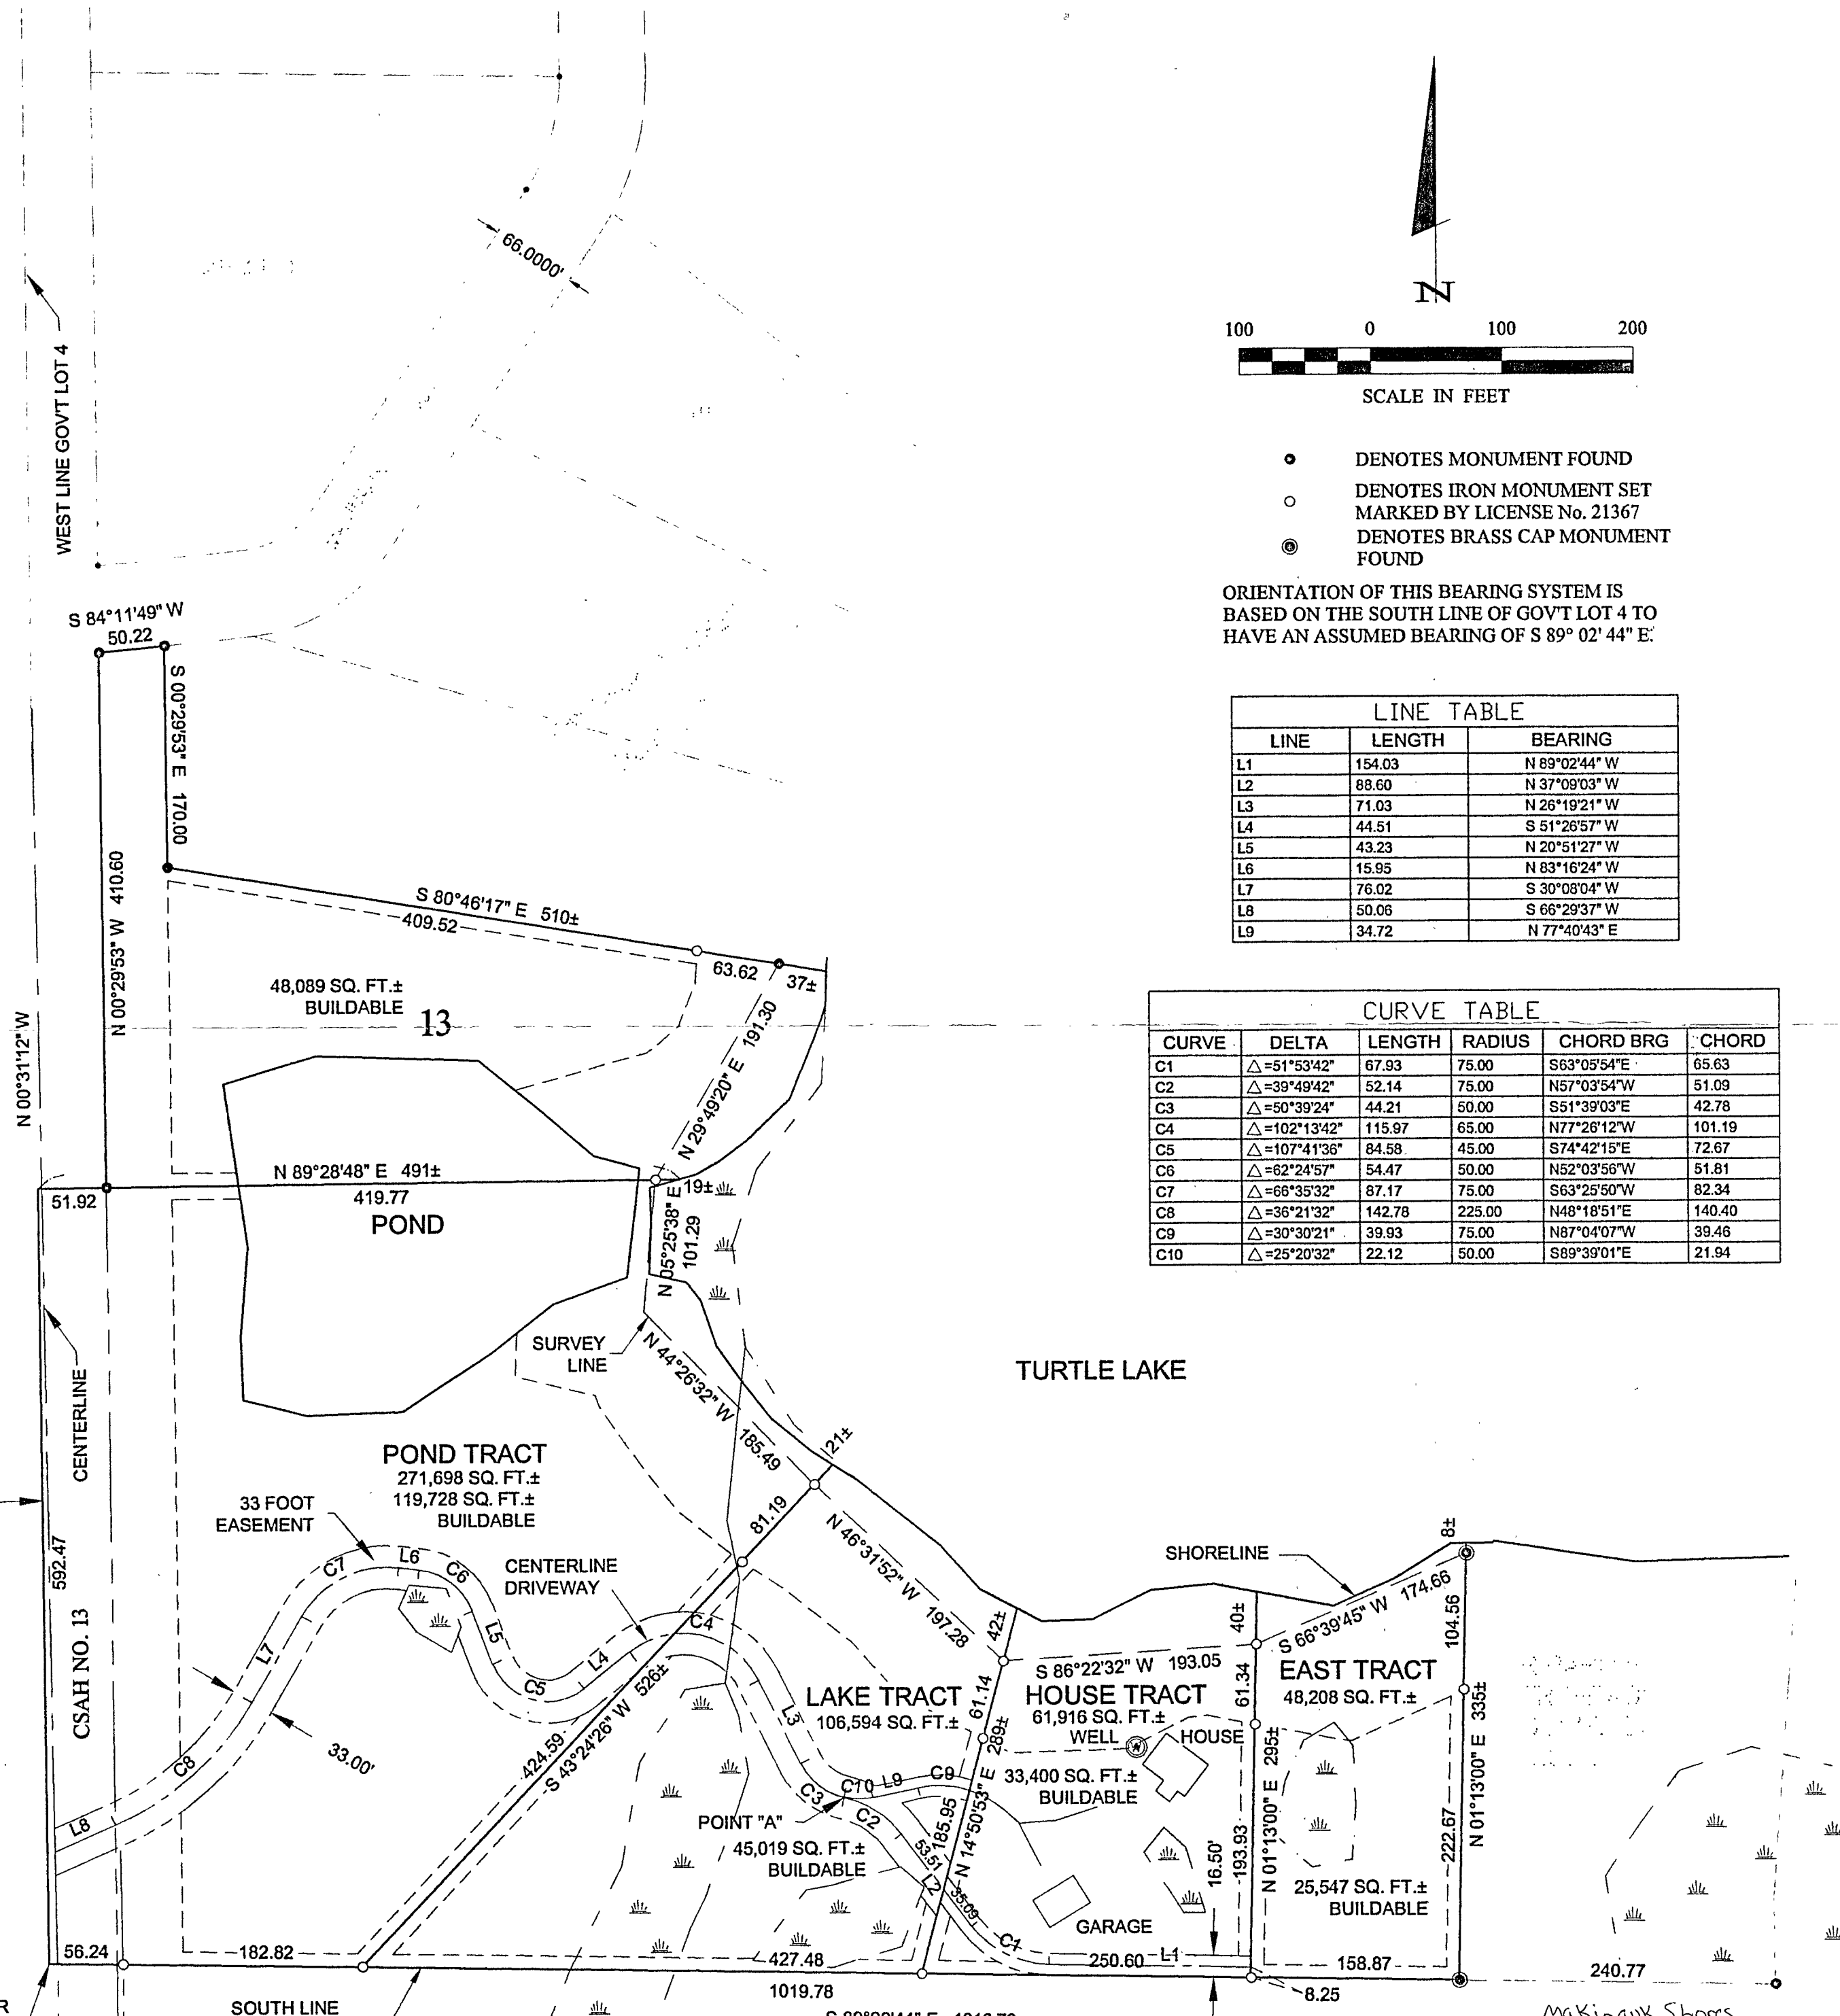 66.0000'
WEST LINE GOV'T LOT 4
N
100 0 100 200
SCALE IN FEET
DENOTES MONUMENT FOUND
DENOTES IRON MONUMENT SET
MARKED BY LICENSE No. 21367
DENOTES BRASS CAP MONUMENT
FOUND
ORIENTATION OF THIS BEARING SYSTEM IS
BASED ON THE SOUTH LINE OF GOV'T LOT 4 TO
HAVE AN ASSUMED BEARING OF S 89° 02' 44" E.
LINE TABLE
LINE LENGTH BEARING
L1 154.03 N 89°02'44" W
L2 88.60 N 37°09'03" W
L3 71.03 N 26°19'21" W
L4 44.51 S 51°26'57" W
L5 43.23 N 20°51'27" W
L6 15.95 N 83°16'24" W
L7 76.02 S 30°08'04" W
L8 50.06 S 66°29'37" W
L9 34.72 N 77°40'43" E
CURVE TABLE
CURVE DELTA LENGTH RADIUS CHORD BRG CHORD
C1 △=51°53'42" 67.93 75.00 S63°05'54"E 65.63
C2 △=39°49'42" 52.14 75.00 N57°03'54"W 51.09
C3 △=50°39'24" 44.21 50.00 S51°39'03"E 42.78
C4 △=102°13'42" 115.97 65.00 N77°26'12"W 101.19
C5 △=107°41'36" 84.58 45.00 S74°42'15"E 72.67
C6 △=62°24'57" 54.47 50.00 N52°03'56"W 51.81
C7 △=66°35'32" 87.17 75.00 S63°25'50"W 82.34
C8 △=36°21'32" 142.78 225.00 N48°18'51"E 140.40
C9 △=30°30'21" 39.93 75.00 N87°04'07"W 39.46
C10 △=25°20'32" 22.12 50.00 S89°39'01"E 21.94
S 84°11'49" W
50.22
S 00°29'53" E 170.00
N 00°29'53" W 410.60
S 80°46'17" E 510±
409.52
63.62
37±
48,089 SQ. FT.±
BUILDABLE
13
N 00°31'12" W
N 29°49'20" E 191.30
N 89°28'48" E 491±
419.77
19±
51.92
POND
N 05°25'38" E
101.29
SURVEY
LINE
N 44°26'32" W 185.49
21±
TURTLE LAKE
CENTERLINE
POND TRACT
271,698 SQ. FT.±
119,728 SQ. FT.±
BUILDABLE
33 FOOT
EASEMENT
81.19
N 46°31'52" W 197.28
CENTERLINE
DRIVEWAY
SHORELINE
8±
592.47
CSAH NO. 13
C7 L6 C6
L7
L5
C5
L4
C4
L3
C8
L8
33.00'
424.59
S 43°24'26" W 526±
42±
40±
S 66°39'45" W 174.66
104.56
S 86°22'32" W 193.05
61.14
61.34
LAKE TRACT
106,594 SQ. FT.±
HOUSE TRACT
61,916 SQ. FT.±
WELL
W
HOUSE
EAST TRACT
48,208 SQ. FT.±
33,400 SQ. FT.±
BUILDABLE
C10 L9 C9
C3
C2
POINT "A"
45,019 SQ. FT.±
BUILDABLE
185.95
N 14°50'53" E 289±
53.51
L2
35.09
C1
GARAGE
16.50'
193.93
N 01°13'00" E 295±
222.67
N 01°13'00" E 335±
25,547 SQ. FT.±
BUILDABLE
56.24
182.82
427.48
250.60
L1
158.87
240.77
1019.78
8.25
SOUTH LINE
R